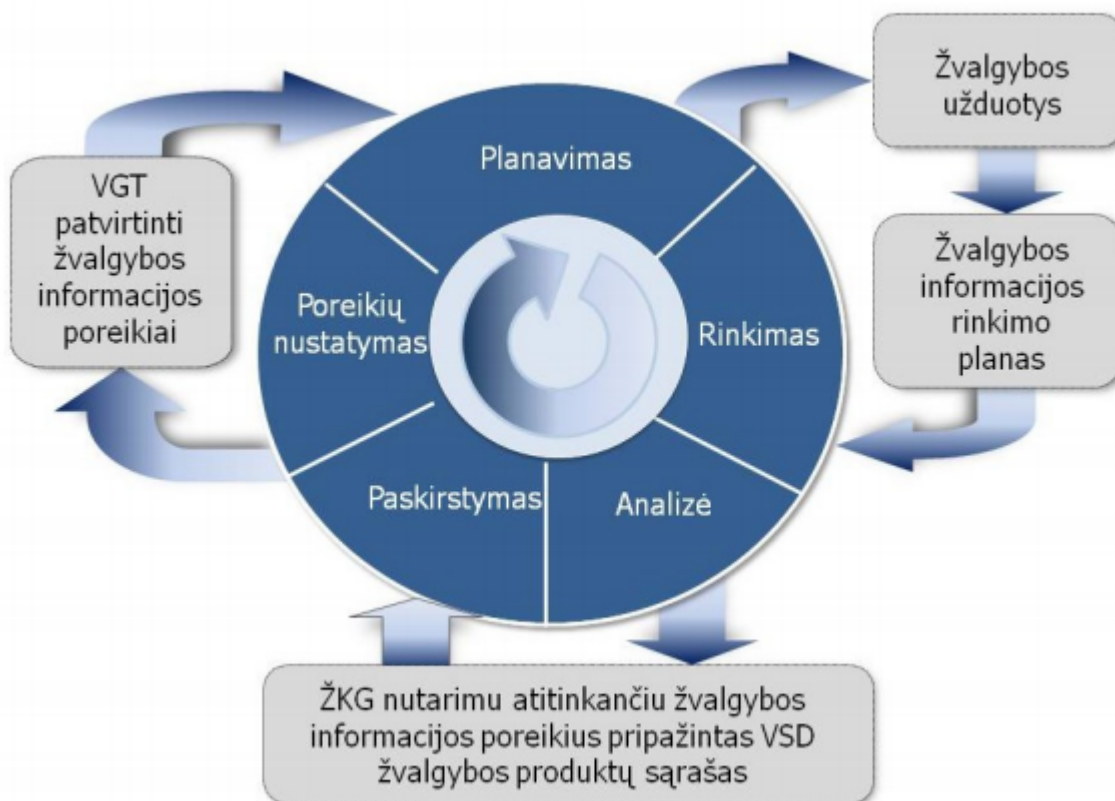 Žvalgybos
užduotys
Planavimas
VGT
patvirtinti
žvalgybos
informacijos
poreikiai
Žvalgybos
informacijos
rinkimo
planas
Poreikių
nustatymas
Rinkimas
Paskirstymas
Analizė
ŽKG nutarimu atitinkančiu žvalgybos
informacijos poreikius pripažintas VSD
žvalgybos produktų sąrašas